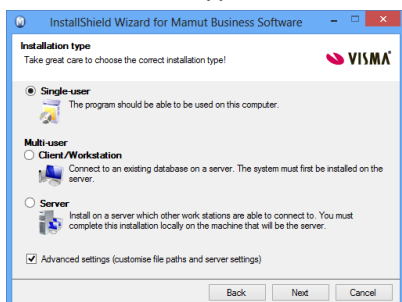 InstallShield Wizard for Mamut Business Software
Installation type
Take great care to choose the correct installation type!
VISMA
Single-user
The program should be able to be used on this computer.
Multi-user
Client/Workstation
Connect to an existing database on a server. The system must first be installed on the
server.
Server
Install on a server which other work stations are able to connect to. You must
complete this installation locally on the machine that will be the server.
Advanced settings (customise file paths and server settings)
Back Next Cancel